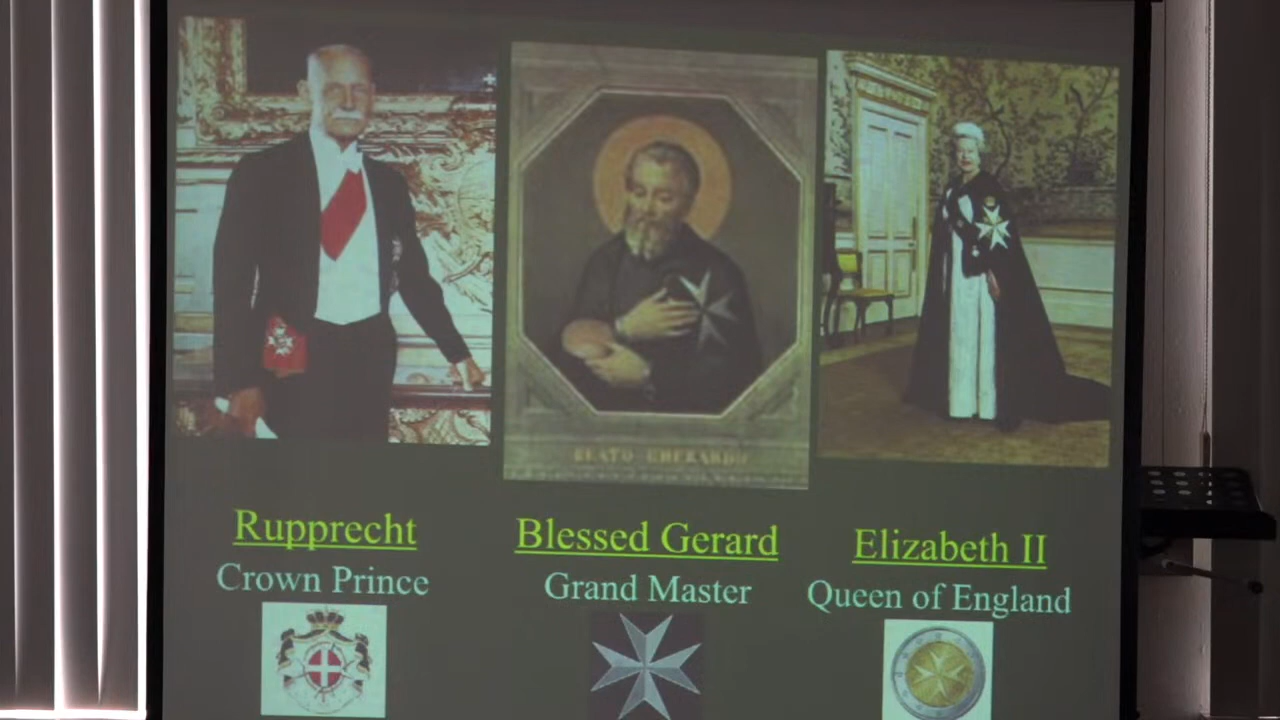 BEATO GHERARDO
Rupprecht
Crown Prince
Blessed Gerard
Grand Master
Elizabeth II
Queen of England